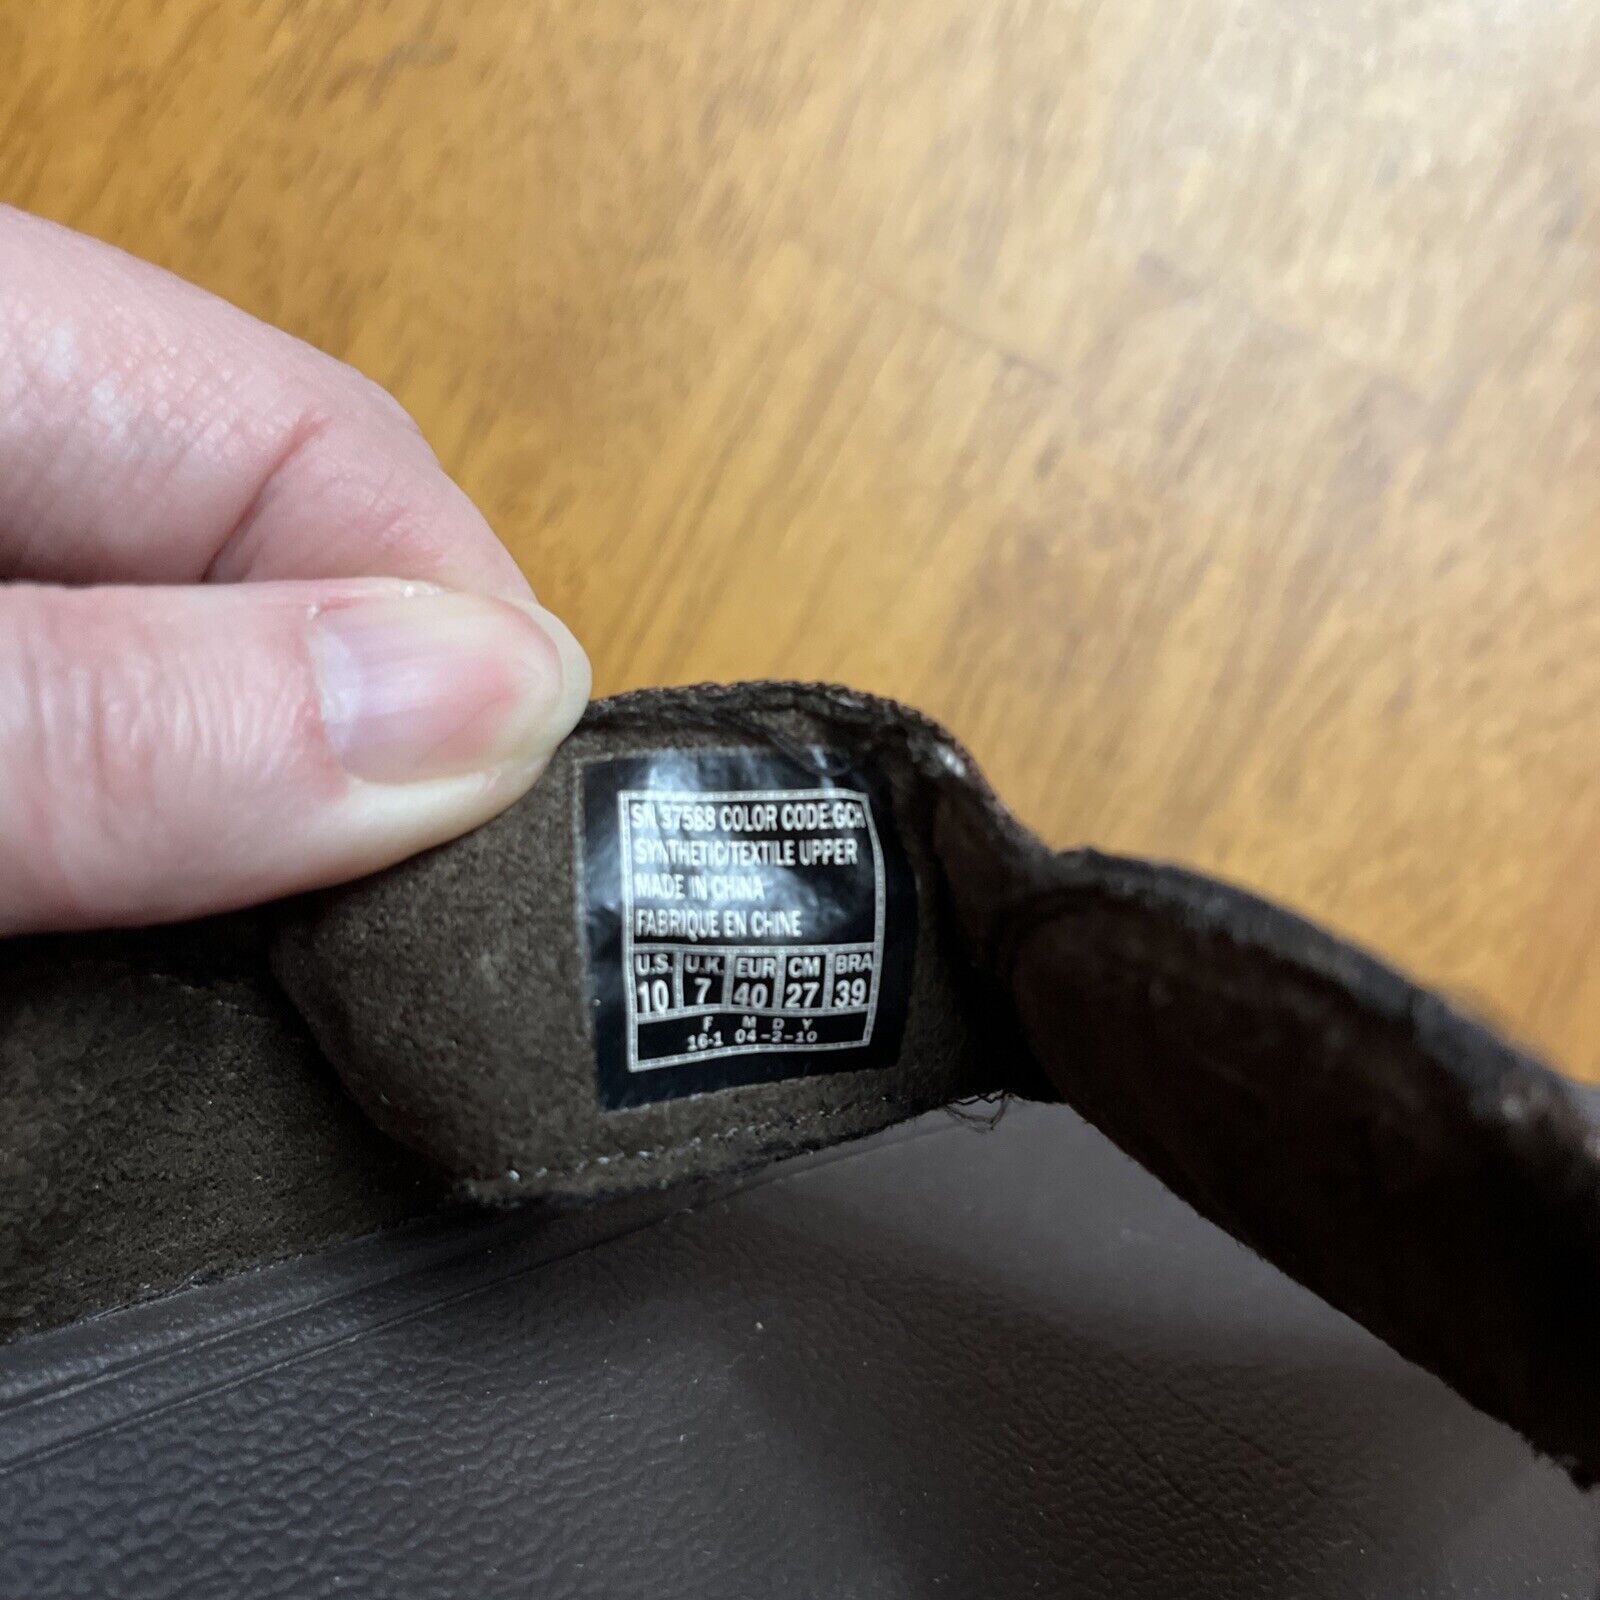 SN 37588 COLOR CODE:GCH
SYNTHETIC/TEXTILE UPPER
MADE IN CHINA
FABRIQUE EN CHINE
U.S. U.K. EUR CM BRA
10 7 40 27 39
F M D Y
16-1 04-2-10